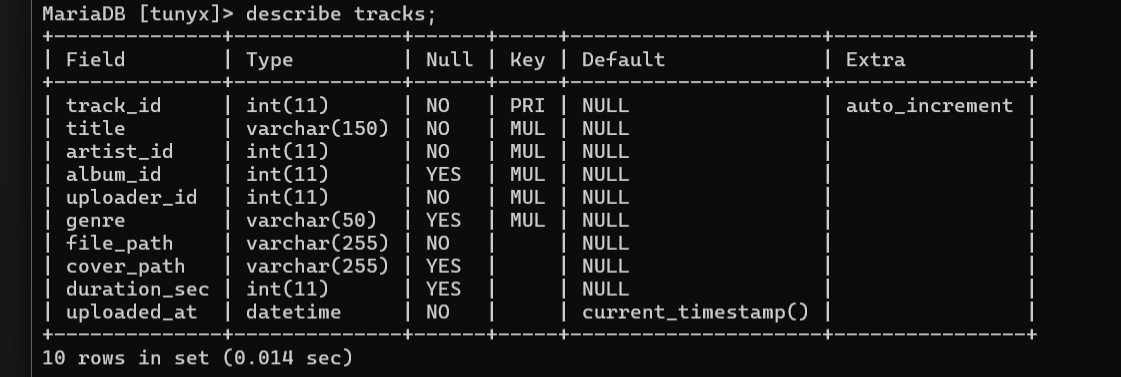 MariaDB [tunyx]> describe tracks;
+--------------+--------------+------+-----+---------------------+----------------+
| Field        | Type         | Null | Key | Default             | Extra          |
+--------------+--------------+------+-----+---------------------+----------------+
| track_id     | int(11)      | NO   | PRI | NULL                | auto_increment |
| title        | varchar(150) | NO   | MUL | NULL                |                |
| artist_id    | int(11)      | NO   | MUL | NULL                |                |
| album_id     | int(11)      | YES  | MUL | NULL                |                |
| uploader_id  | int(11)      | NO   | MUL | NULL                |                |
| genre        | varchar(50)  | YES  | MUL | NULL                |                |
| file_path    | varchar(255) | NO   |     | NULL                |                |
| cover_path   | varchar(255) | YES  |     | NULL                |                |
| duration_sec | int(11)      | YES  |     | NULL                |                |
| uploaded_at  | datetime     | NO   |     | current_timestamp() |                |
+--------------+--------------+------+-----+---------------------+----------------+
10 rows in set (0.014 sec)